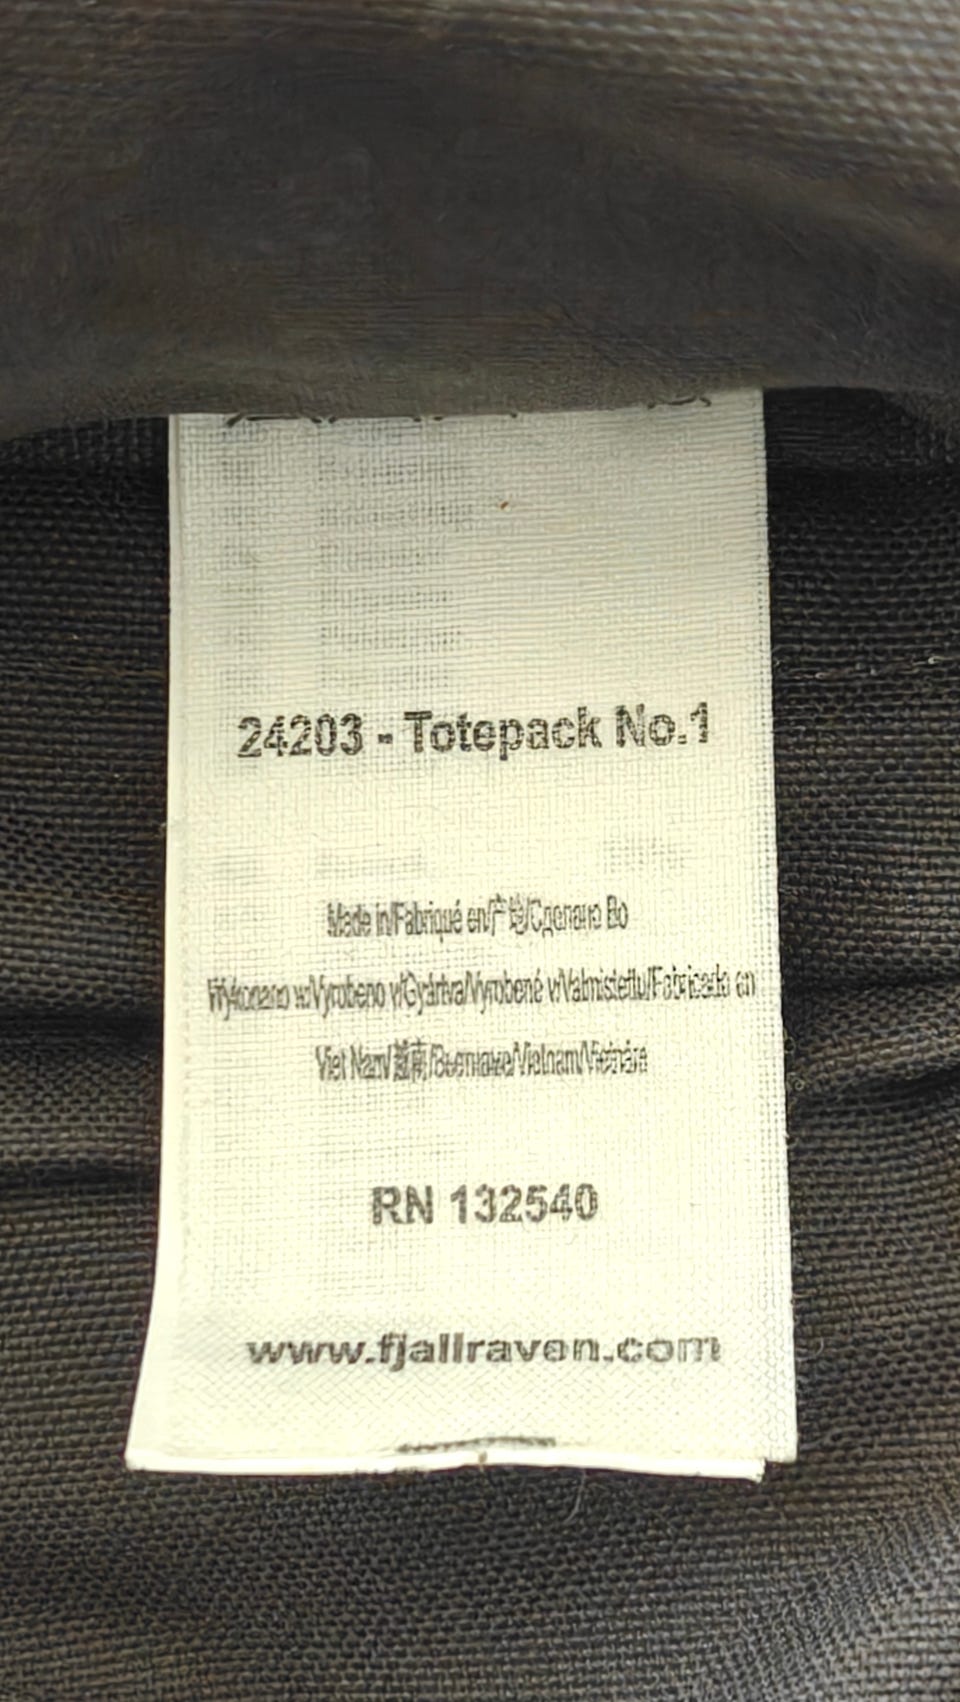 24203 - Totepack No.1
Made in/Fabriqué en/产地/Сделано Во
w/Vyrobeno v/Gyártva/Vyrobené v/Valmistettu/Fabricado en
Viet Nam/越南/Вьетнаме/Vietnam/
RN 132540
www.fjallraven.com